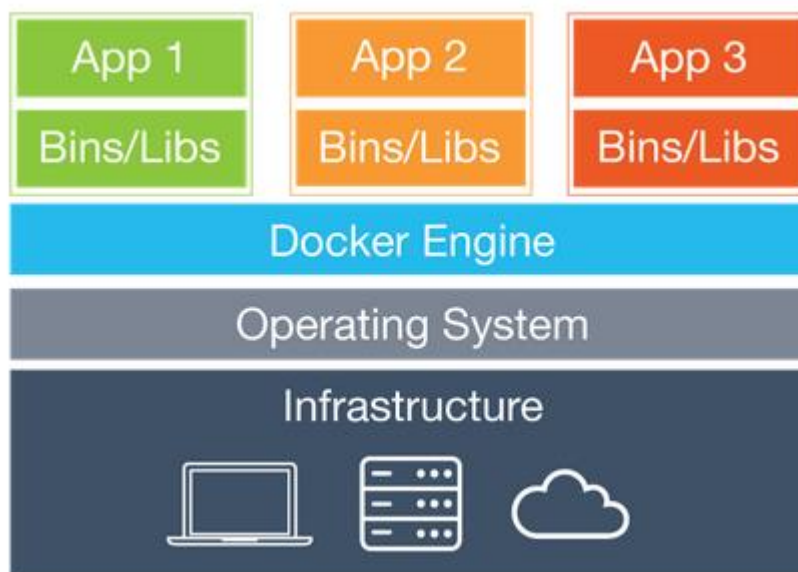 App 1
App 2
App 3
Bins/Libs
Bins/Libs
Bins/Libs
Docker Engine
Operating System
Infrastructure